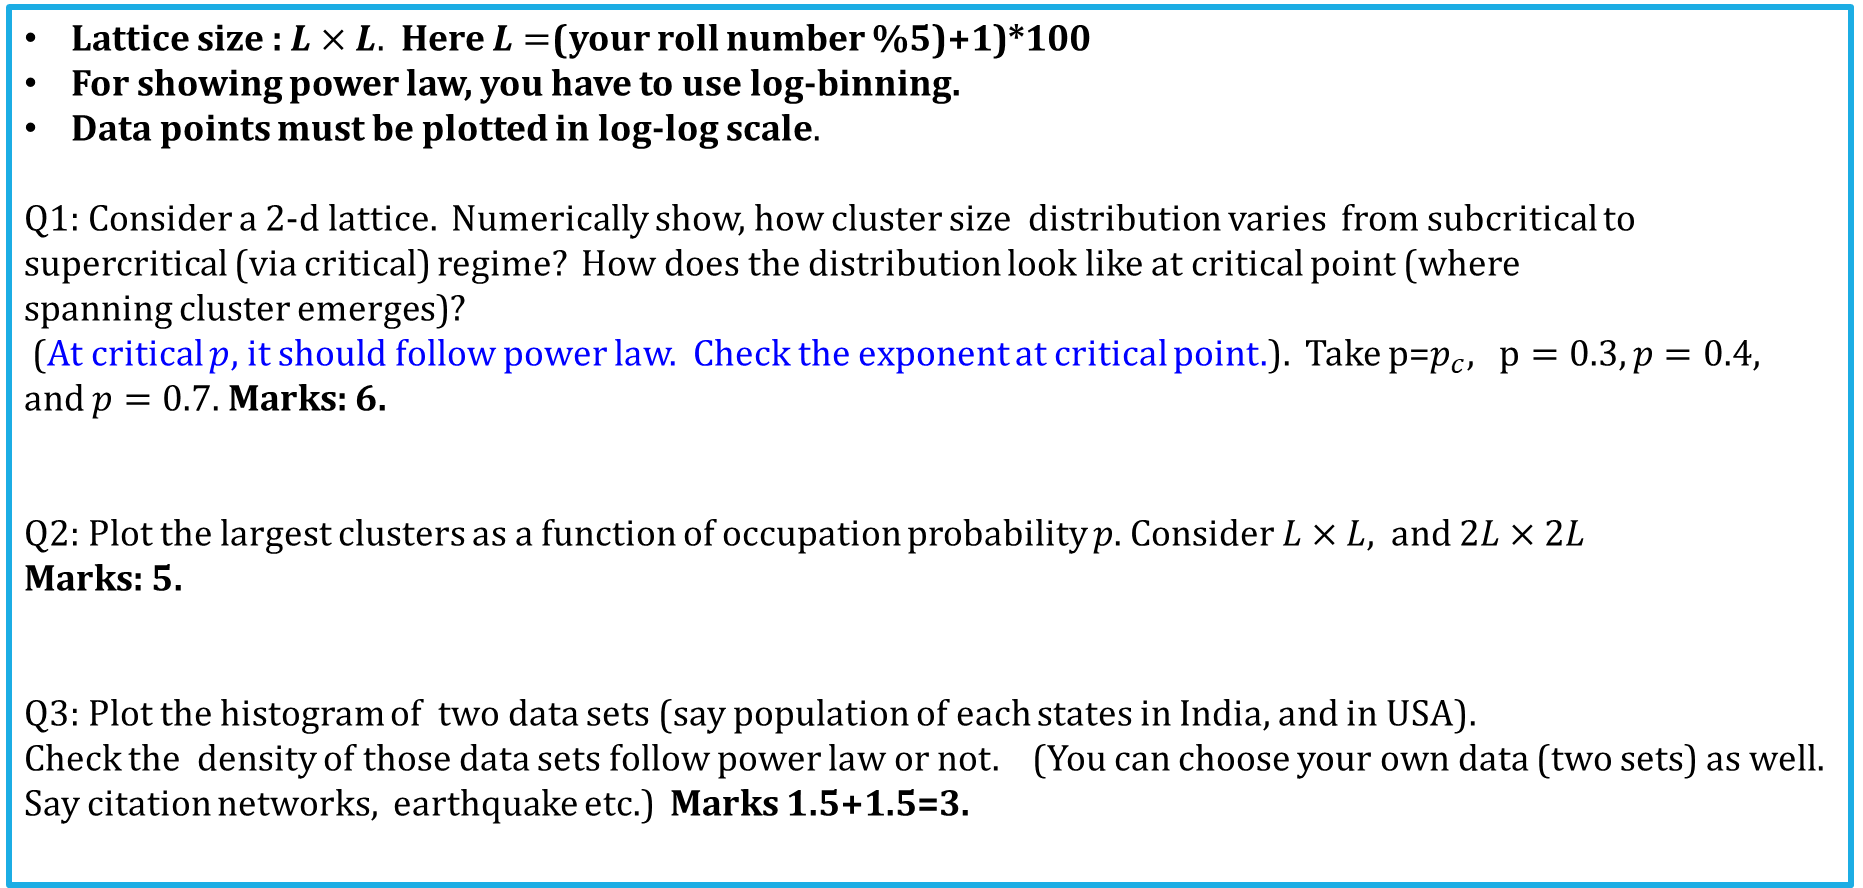 • Lattice size : L × L. Here L =(your roll number %5)+1)*100
• For showing power law, you have to use log-binning.
• Data points must be plotted in log-log scale.
Q1: Consider a 2-d lattice. Numerically show, how cluster size distribution varies from subcritical to
supercritical (via critical) regime? How does the distribution look like at critical point (where
spanning cluster emerges)?
(At critical p, it should follow power law. Check the exponent at critical point.). Take p=p_c, p = 0.3, p = 0.4,
and p = 0.7. Marks: 6.
Q2: Plot the largest clusters as a function of occupation probability p. Consider L × L, and 2L × 2L
Marks: 5.
Q3: Plot the histogram of two data sets (say population of each states in India, and in USA).
Check the density of those data sets follow power law or not. (You can choose your own data (two sets) as well.
Say citation networks, earthquake etc.) Marks 1.5+1.5=3.